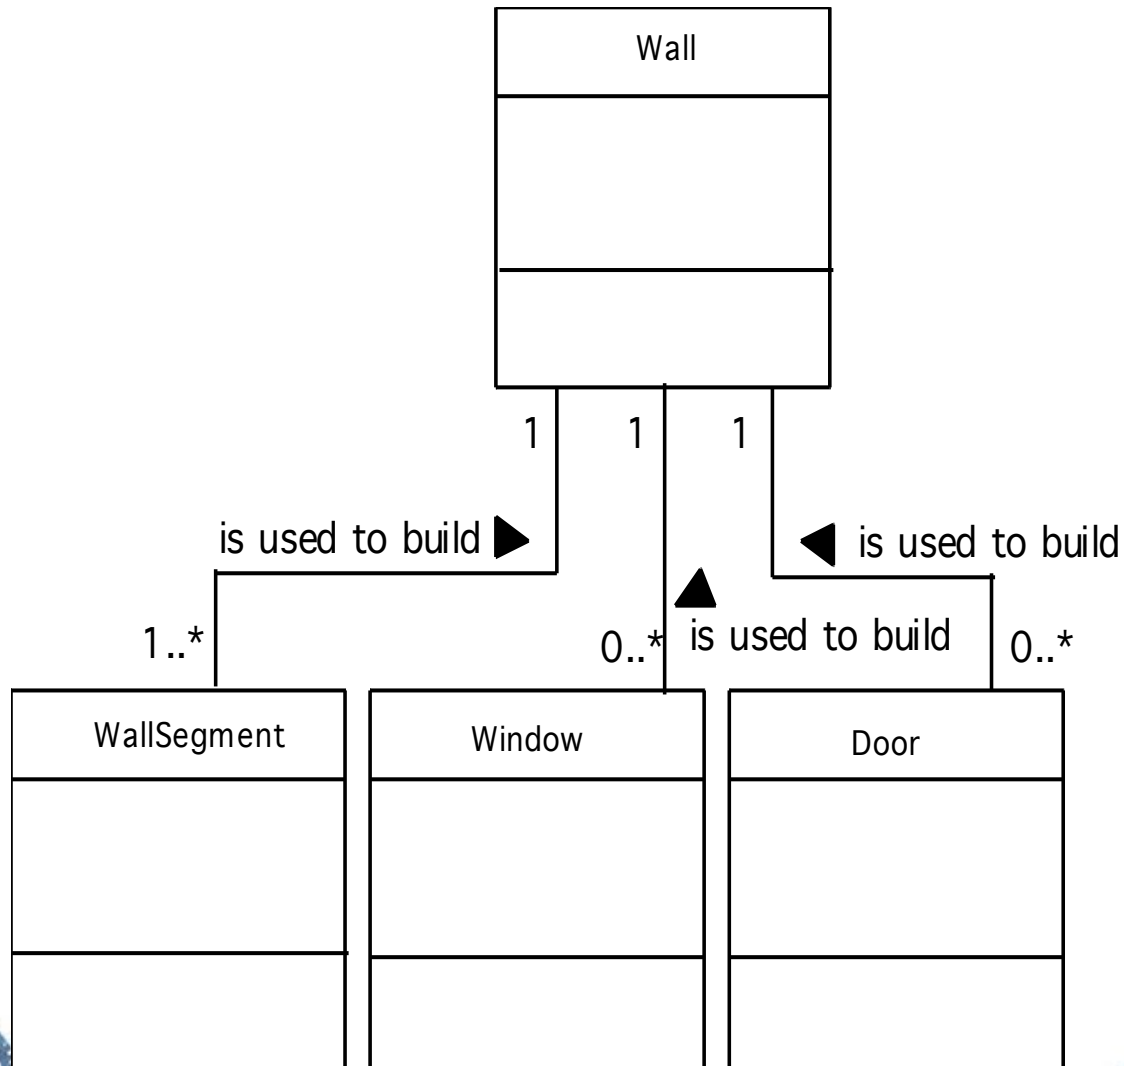 Wall
1
1
1
is used to build
is used to build
1..*
0..*
is used to build
0..*
WallSegment
Window
Door